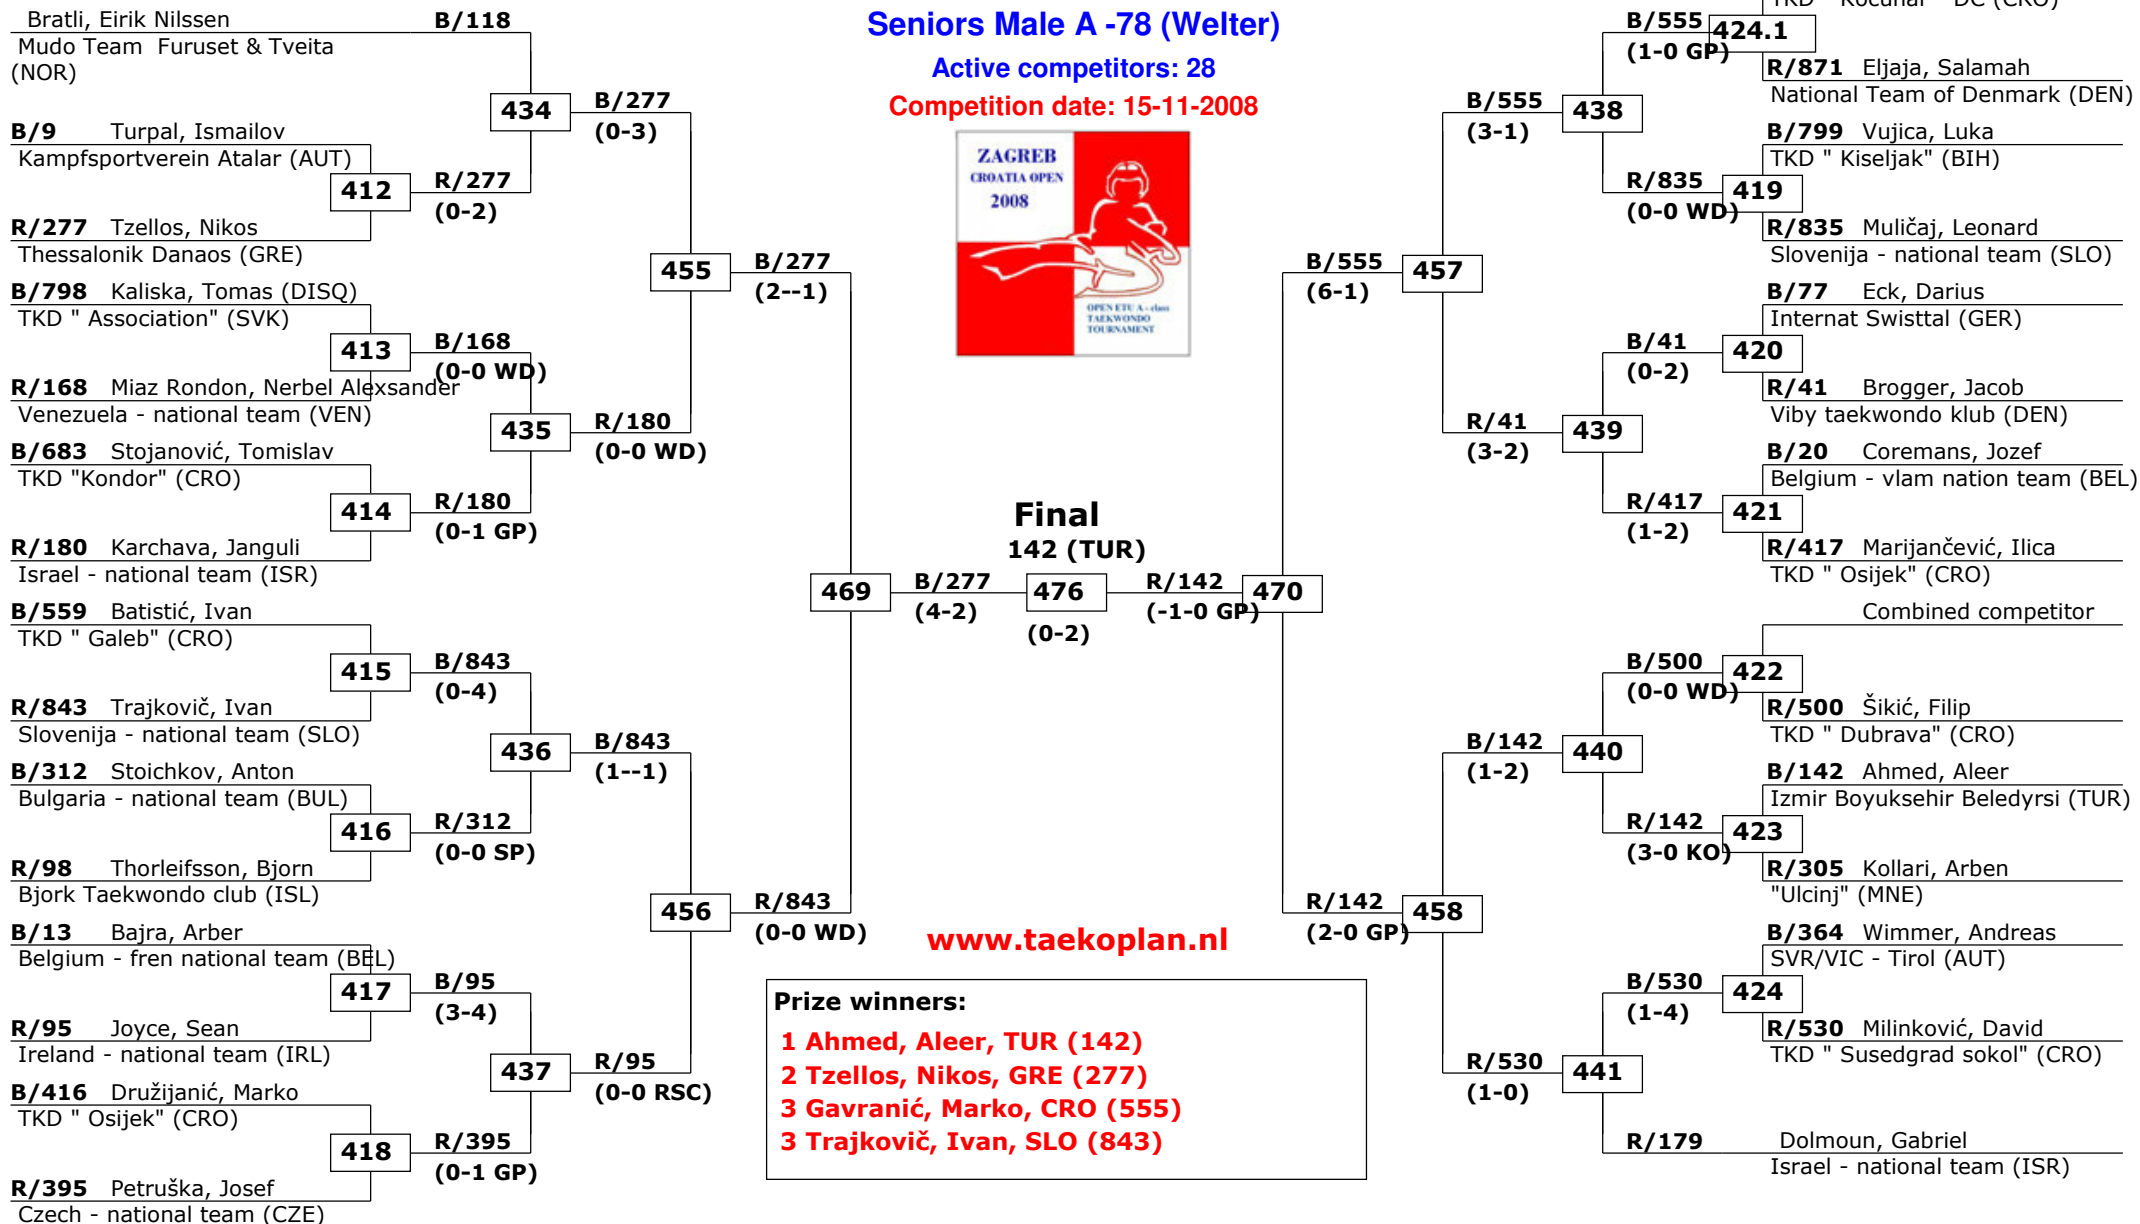 Bratli, Eirik Nilssen
B/118
Mudo Team Furuset & Tveita
(NOR)
434
B/277
(0-3)
B/9 Turpal, Ismailov
Kampfsportverein Atalar (AUT)
412
R/277
(0-2)
R/277 Tzellos, Nikos
Thessalonik Danaos (GRE)
455
B/277
(2--1)
B/798 Kaliska, Tomas (DISQ)
TKD " Association" (SVK)
413
B/168
(0-0 WD)
R/168 Miaz Rondon, Nerbel Alexsander
Venezuela - national team (VEN)
435
R/180
(0-0 WD)
B/683 Stojanović, Tomislav
TKD "Kondor" (CRO)
414
R/180
(0-1 GP)
R/180 Karchava, Janguli
Israel - national team (ISR)
469
B/277
(4-2)
B/559 Batistić, Ivan
TKD " Galeb" (CRO)
415
B/843
(0-4)
R/843 Trajkovič, Ivan
Slovenija - national team (SLO)
436
B/843
(1--1)
B/312 Stoichkov, Anton
Bulgaria - national team (BUL)
416
R/312
(0-0 SP)
R/98 Thorleifsson, Bjorn
Bjork Taekwondo club (ISL)
456
R/843
(0-0 WD)
B/13 Bajra, Arber
Belgium - fren national team (BEL)
417
B/95
(3-4)
R/95 Joyce, Sean
Ireland - national team (IRL)
437
R/95
(0-0 RSC)
B/416 Družijanić, Marko
TKD " Osijek" (CRO)
418
R/395
(0-1 GP)
R/395 Petruška, Josef
Czech - national team (CZE)
Seniors Male A -78 (Welter)
Active competitors: 28
Competition date: 15-11-2008
ZAGREB
CROATIA OPEN
2008
OPEN ETU A - class
TAEKWONDO
TOURNAMENT
Final
142 (TUR)
476
(0-2)
R/142
(-1-0 GP)
470
www.taekoplan.nl
Prize winners:
1 Ahmed, Aleer, TUR (142)
2 Tzellos, Nikos, GRE (277)
3 Gavranić, Marko, CRO (555)
3 Trajkovič, Ivan, SLO (843)
TKD " Kocunar " DC (CRO)
B/555
(1-0 GP)
424.1
R/871 Eljaja, Salamah
National Team of Denmark (DEN)
B/555
(3-1)
438
B/799 Vujica, Luka
TKD " Kiseljak" (BIH)
R/835
(0-0 WD)
419
R/835 Muličaj, Leonard
Slovenija - national team (SLO)
B/555
(6-1)
457
B/77 Eck, Darius
Internat Swisttal (GER)
B/41
(0-2)
420
R/41 Brogger, Jacob
Viby taekwondo klub (DEN)
R/41
(3-2)
439
B/20 Coremans, Jozef
Belgium - vlam nation team (BEL)
R/417
(1-2)
421
R/417 Marijančević, Ilica
TKD " Osijek" (CRO)
Combined competitor
B/500
(0-0 WD)
422
R/500 Šikić, Filip
TKD " Dubrava" (CRO)
B/142
(1-2)
440
B/142 Ahmed, Aleer
Izmir Boyuksehir Beledyrsi (TUR)
R/142
(3-0 KO)
423
R/305 Kollari, Arben
"Ulcinj" (MNE)
R/142
(2-0 GP)
458
B/364 Wimmer, Andreas
SVR/VIC - Tirol (AUT)
B/530
(1-4)
424
R/530 Milinković, David
TKD " Susedgrad sokol" (CRO)
R/530
(1-0)
441
R/179 Dolmoun, Gabriel
Israel - national team (ISR)